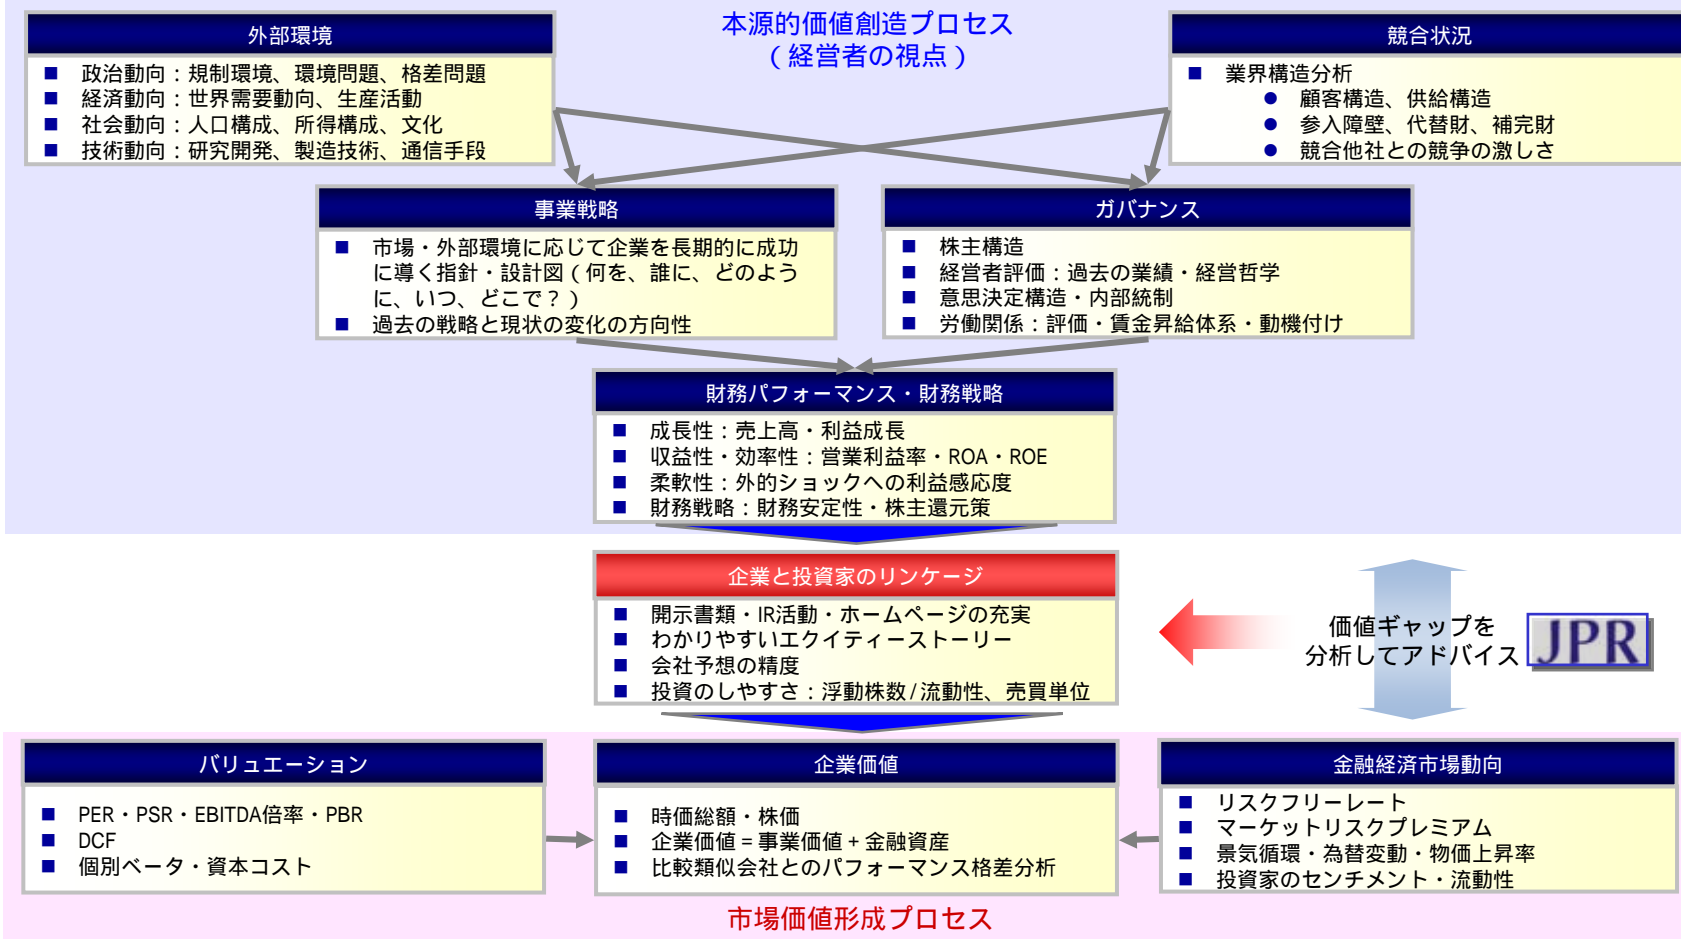 本源的価値創造プロセス
(経営者の視点)
外部環境
■ 政治動向:規制環境、環境問題、格差問題
■ 経済動向:世界需要動向、生産活動
■ 社会動向:人口構成、所得構成、文化
■ 技術動向:研究開発、製造技術、通信手段
競合状況
■ 業界構造分析
● 顧客構造、供給構造
● 参入障壁、代替財、補完財
● 競合他社との競争の激しさ
事業戦略
■ 市場・外部環境に応じて企業を長期的に成功
に導く指針・設計図(何を、誰に、どのよう
に、いつ、どこで?)
■ 過去の戦略と現状の変化の方向性
ガバナンス
■ 株主構造
■ 経営者評価:過去の業績・経営哲学
■ 意思決定構造・内部統制
■ 労働関係:評価・賃金昇給体系・動機付け
財務パフォーマンス・財務戦略
■ 成長性:売上高・利益成長
■ 収益性・効率性:営業利益率・ROA・ROE
■ 柔軟性:外的ショックへの利益感応度
■ 財務戦略:財務安定性・株主還元策
企業と投資家のリンケージ
■ 開示書類・IR活動・ホームページの充実
■ わかりやすいエクイティーストーリー
■ 会社予想の精度
■ 投資のしやすさ:浮動株数/流動性、売買単位
価値ギャップを
分析してアドバイス
JPR
バリュエーション
■ PER・PSR・EBITDA倍率・PBR
■ DCF
■ 個別ベータ・資本コスト
企業価値
■ 時価総額・株価
■ 企業価値=事業価値+金融資産
■ 比較類似会社とのパフォーマンス格差分析
金融経済市場動向
■ リスクフリーレート
■ マーケットリスクプレミアム
■ 景気循環・為替変動・物価上昇率
■ 投資家のセンチメント・流動性
市場価値形成プロセス